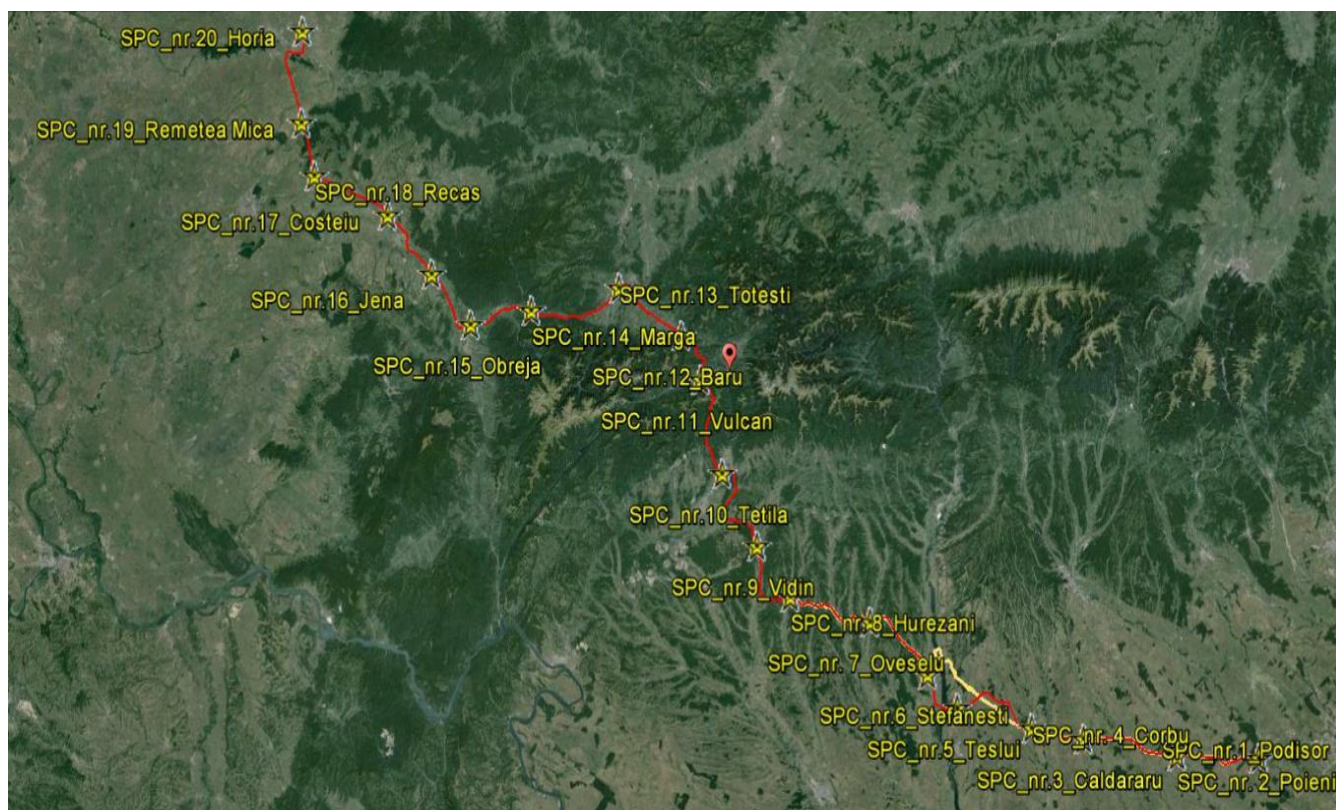 SPC_nr.20_Horia
SPC_nr.19_Remetea Mica
SPC_nr.18_Recas
SPC_nr.17_Costeiu
SPC_nr.16_Jena
SPC_nr.13_Totesti
SPC_nr.14_Marga
SPC_nr.15_Obreja
SPC_nr.12_Baru
SPC_nr.11_Vulcan
SPC_nr.10_Tetila
SPC_nr.9_Vidin
SPC_nr.8_Hurezani
SPC_nr. 7_Oveselu
SPC_nr.6_Stefanesti
SPC_nr.5_Teslui
SPC_nr. 4_Corbu
SPC_nr.1_Podisor
SPC_nr.3_Caldararu
SPC_nr. 2_Poieni